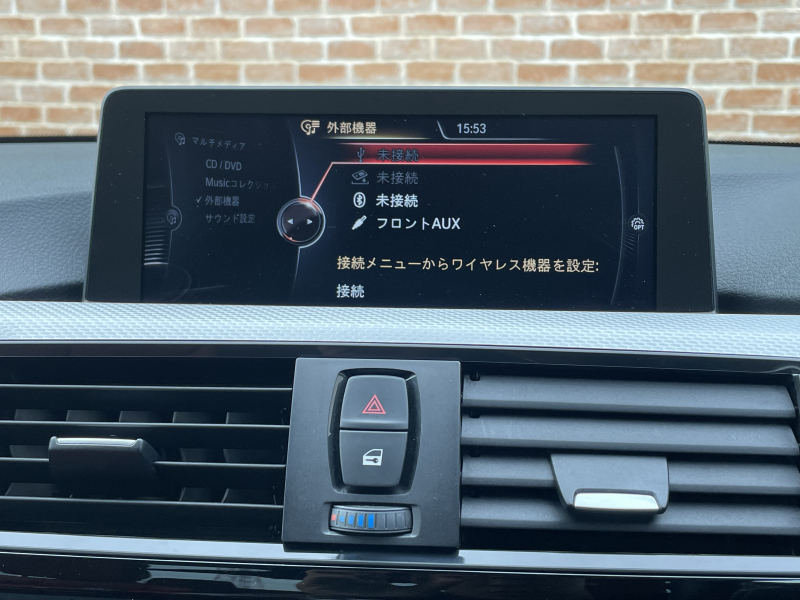 外部機器 15:53
マルチメディア
CD / DVD
Musicコレクシ
✓外部機器
サウンド設定
未接続
未接続
未接続
フロントAUX
OPT
接続メニューからワイヤレス機器を設定:
接続